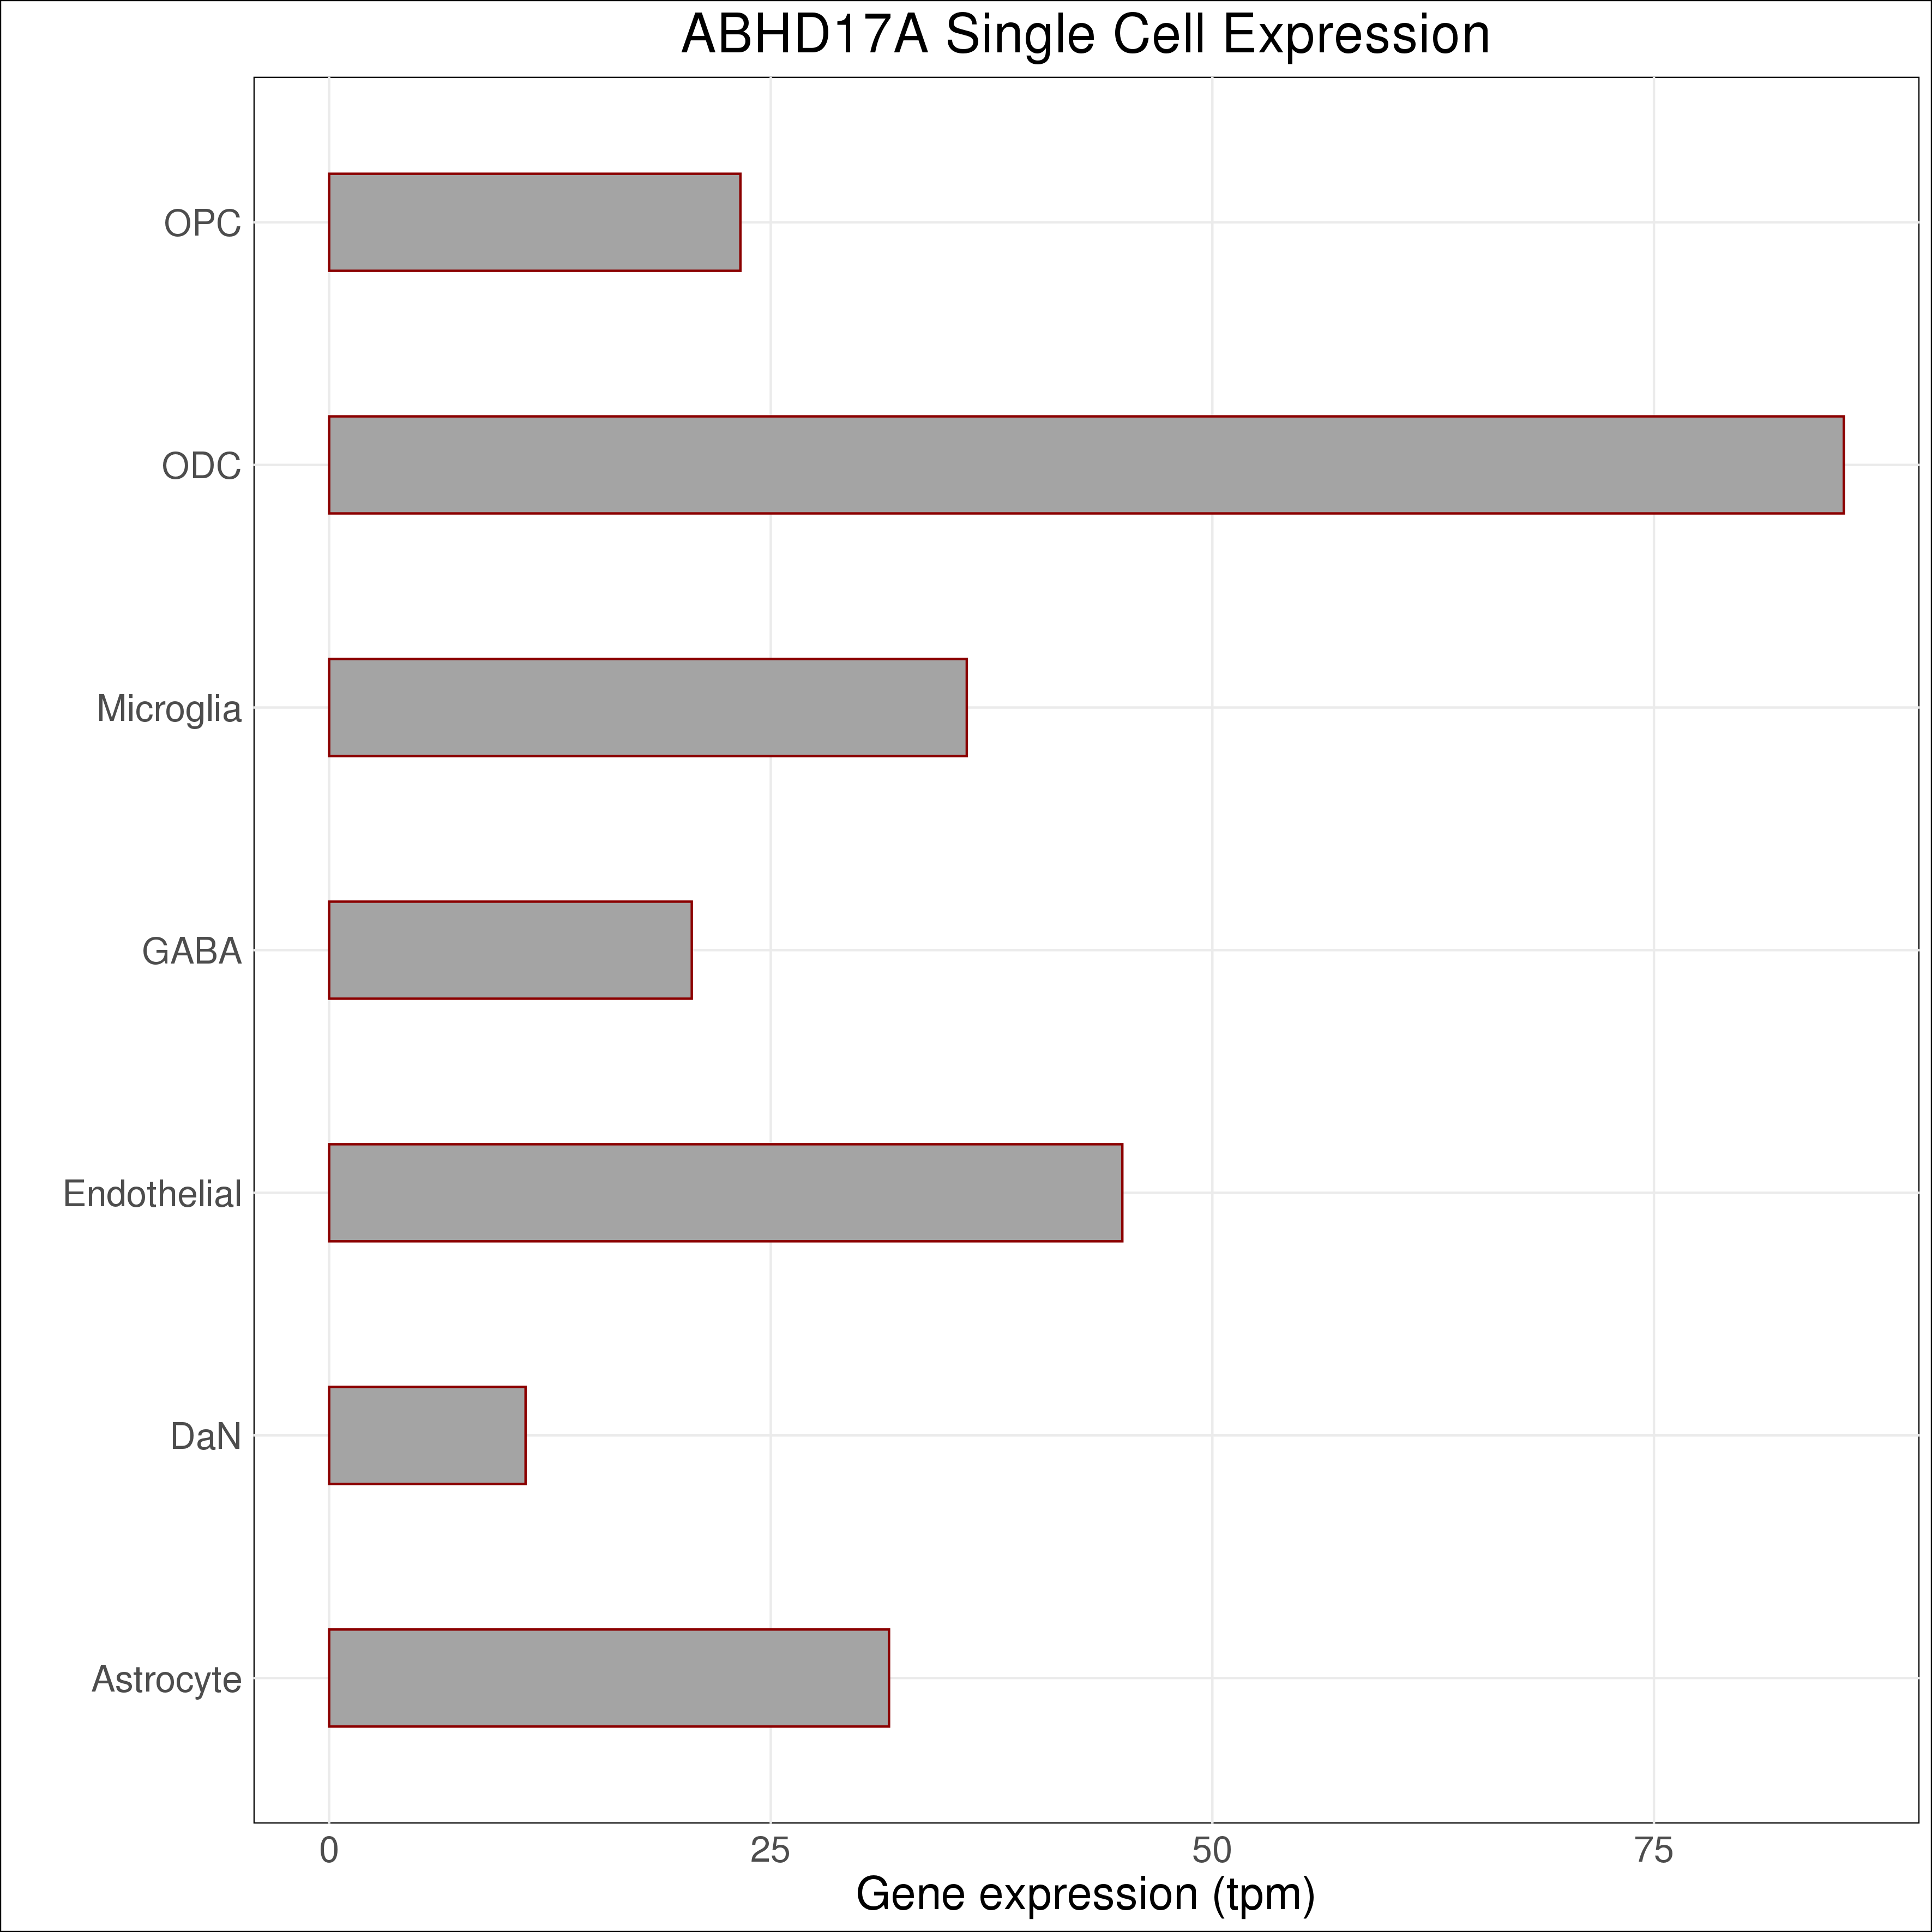 ABHD17A Single Cell Expression
OPC
ODC
Microglia
GABA
Endothelial
DaN
Astrocyte
0 25 50 75
Gene expression (tpm)